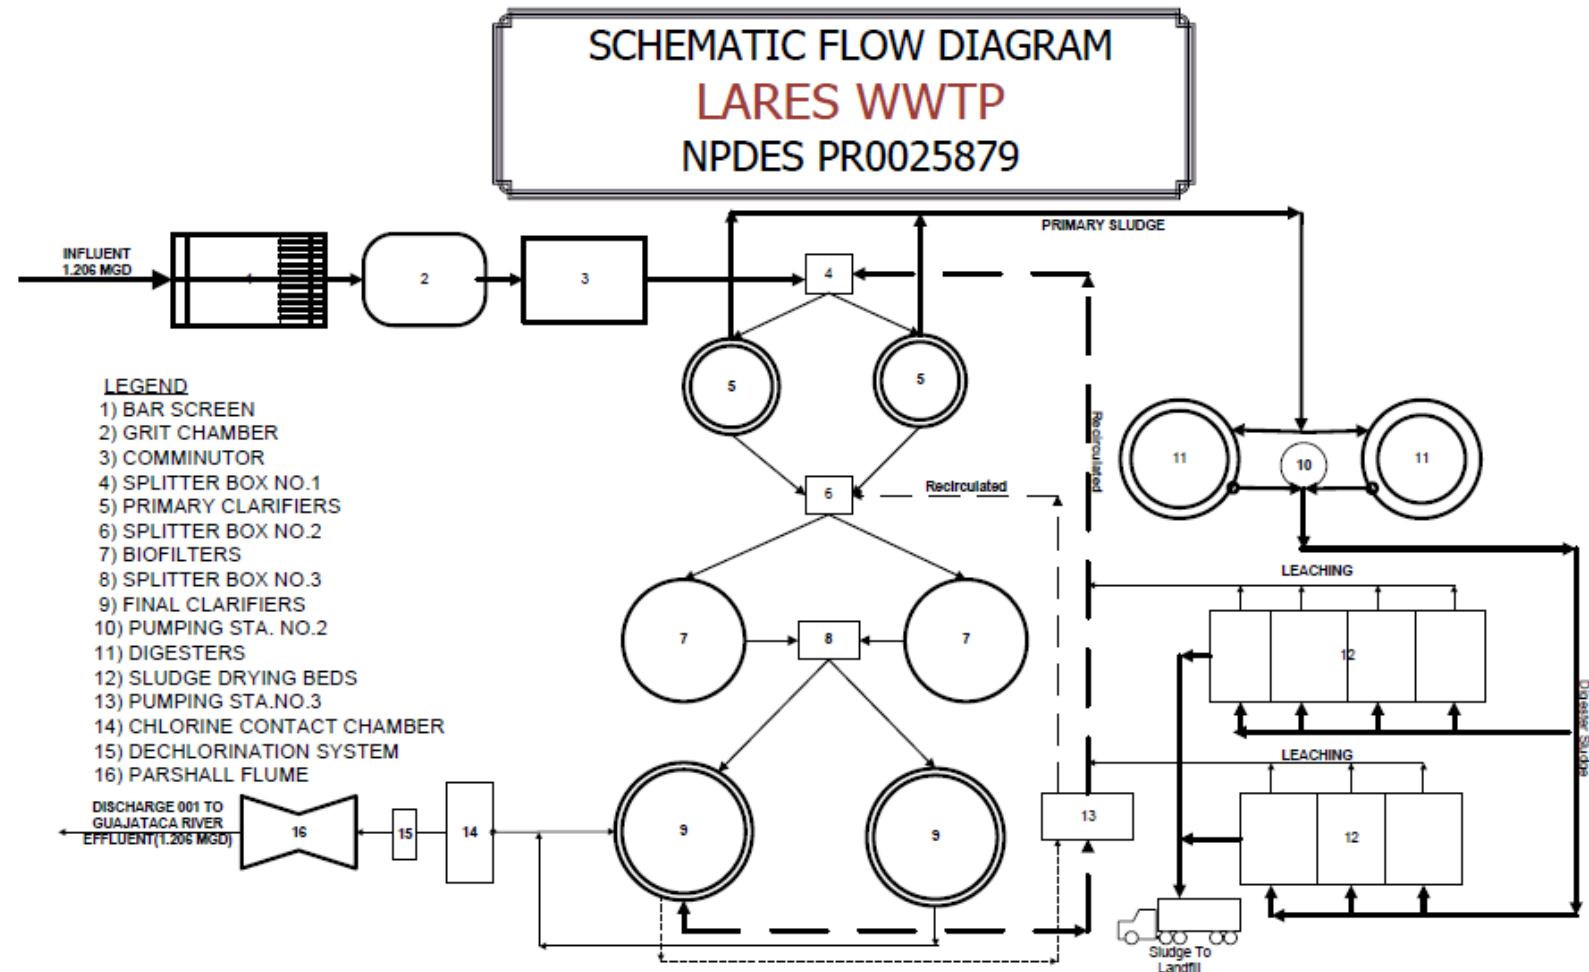 SCHEMATIC FLOW DIAGRAM
LARES WWTP
NPDES PR0025879
INFLUENT
1.206 MGD
2
3
4
PRIMARY SLUDGE
5
5
LEGEND
1) BAR SCREEN
2) GRIT CHAMBER
3) COMMINUTOR
4) SPLITTER BOX NO.1
5) PRIMARY CLARIFIERS
6) SPLITTER BOX NO.2
7) BIOFILTERS
8) SPLITTER BOX NO.3
9) FINAL CLARIFIERS
10) PUMPING STA. NO.2
11) DIGESTERS
12) SLUDGE DRYING BEDS
13) PUMPING STA.NO.3
14) CHLORINE CONTACT CHAMBER
15) DECHLORINATION SYSTEM
16) PARSHALL FLUME
Recirculated
11
10
11
6
Recirculated
LEACHING
7
8
7
12
Digester Sludge
LEACHING
DISCHARGE 001 TO
GUAJATACA RIVER
EFFLUENT(1.206 MGD)
16
15
14
9
9
13
12
Sludge To
Landfill